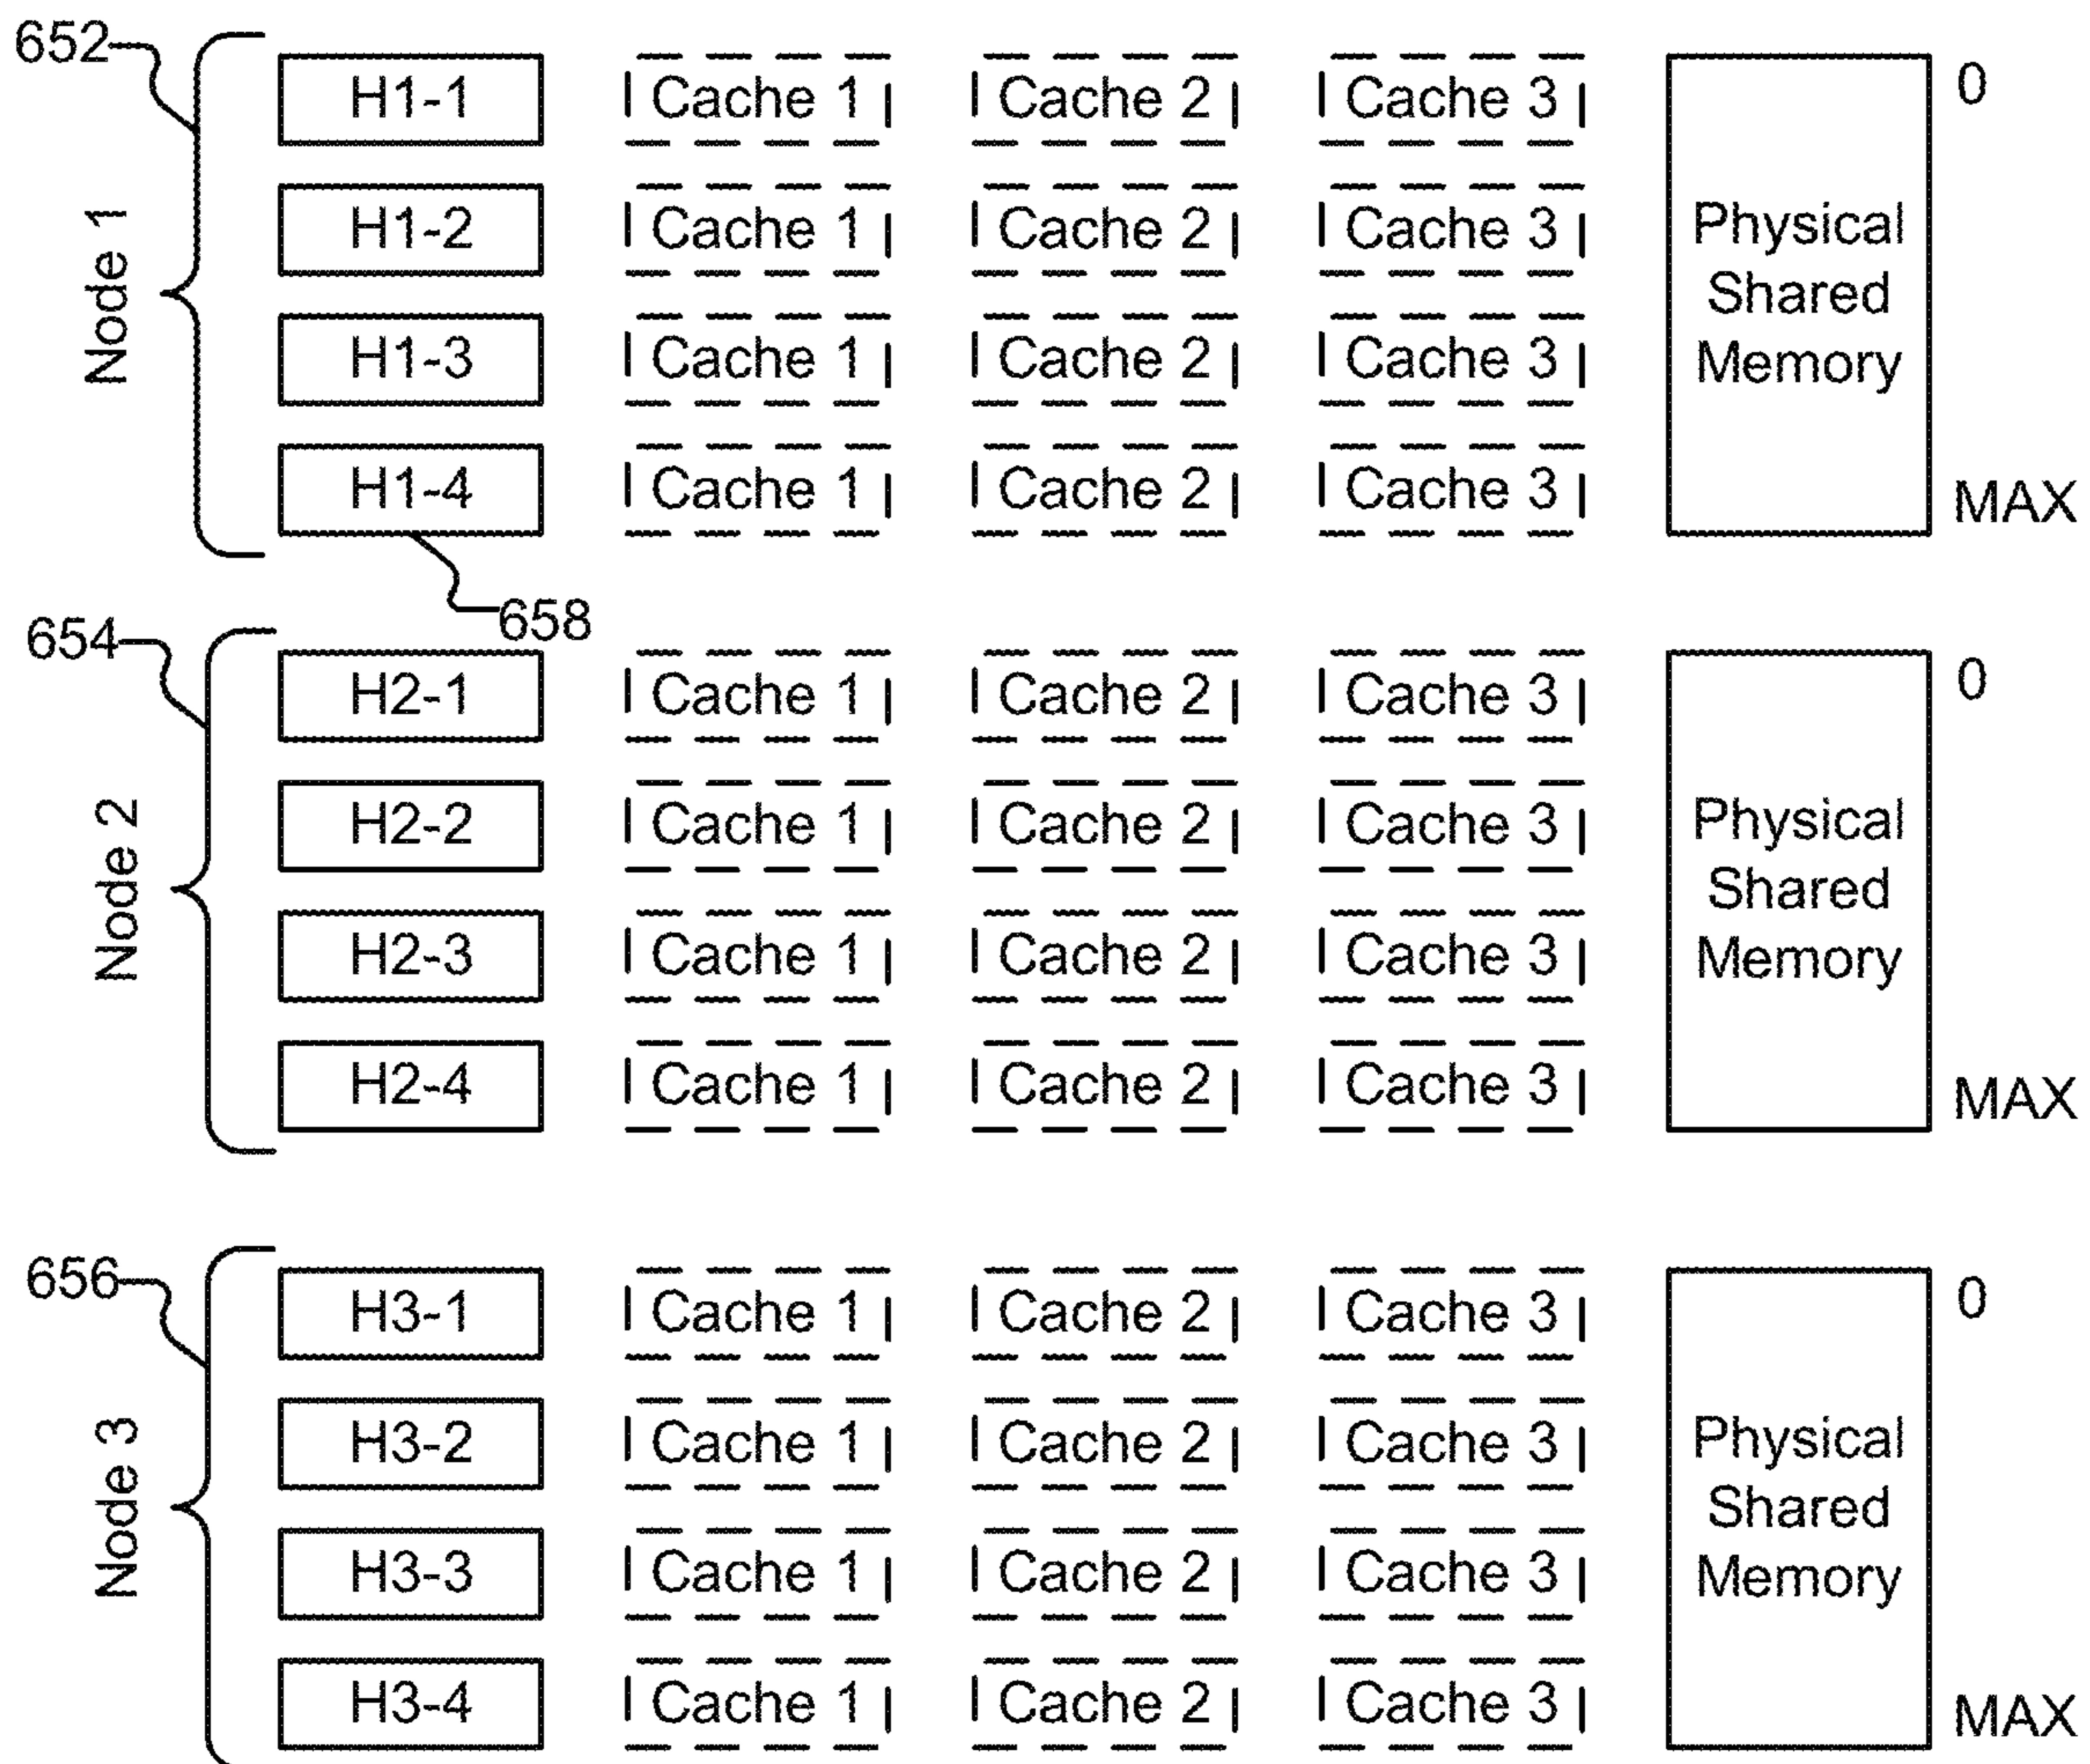 652
H1-1 Cache 1 Cache 2 Cache 3 0
H1-2 Cache 1 Cache 2 Cache 3
H1-3 Cache 1 Cache 2 Cache 3
H1-4 Cache 1 Cache 2 Cache 3 MAX
Node 1
Physical
Shared
Memory
658
654
H2-1 Cache 1 Cache 2 Cache 3 0
H2-2 Cache 1 Cache 2 Cache 3
H2-3 Cache 1 Cache 2 Cache 3
H2-4 Cache 1 Cache 2 Cache 3 MAX
Node 2
Physical
Shared
Memory
656
H3-1 Cache 1 Cache 2 Cache 3 0
H3-2 Cache 1 Cache 2 Cache 3
H3-3 Cache 1 Cache 2 Cache 3
H3-4 Cache 1 Cache 2 Cache 3 MAX
Node 3
Physical
Shared
Memory